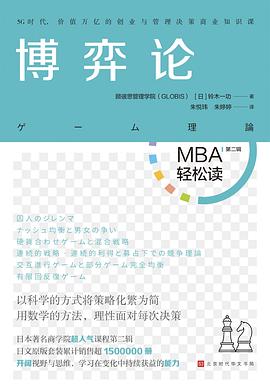 5G时代，价值万亿的创业与管理决策商业知识课
博弈论
顾彼思管理学院（GLOBIS） [日]铃木一功 著
朱悦玮 朱婷婷 译
ゲーム理論
MBA 第二辑
轻松读
囚人のジレンマ
ナッシュ均衡と男女の争い
硬貨合わせゲームと混合戦略
連続的戦略・連続的利得と寡占下での競争理論
交互進行ゲームと部分ゲーム完全均衡
有限回反復ゲーム
以科学的方式将策略化繁为简
用数学的方法，理性面对每次决策
日本著名商学院超人气课程第二辑
日文原版套装累计销售超 1500000 册
开阔视野与思维，学习在变化中持续获益的能力
北京时代华文书局